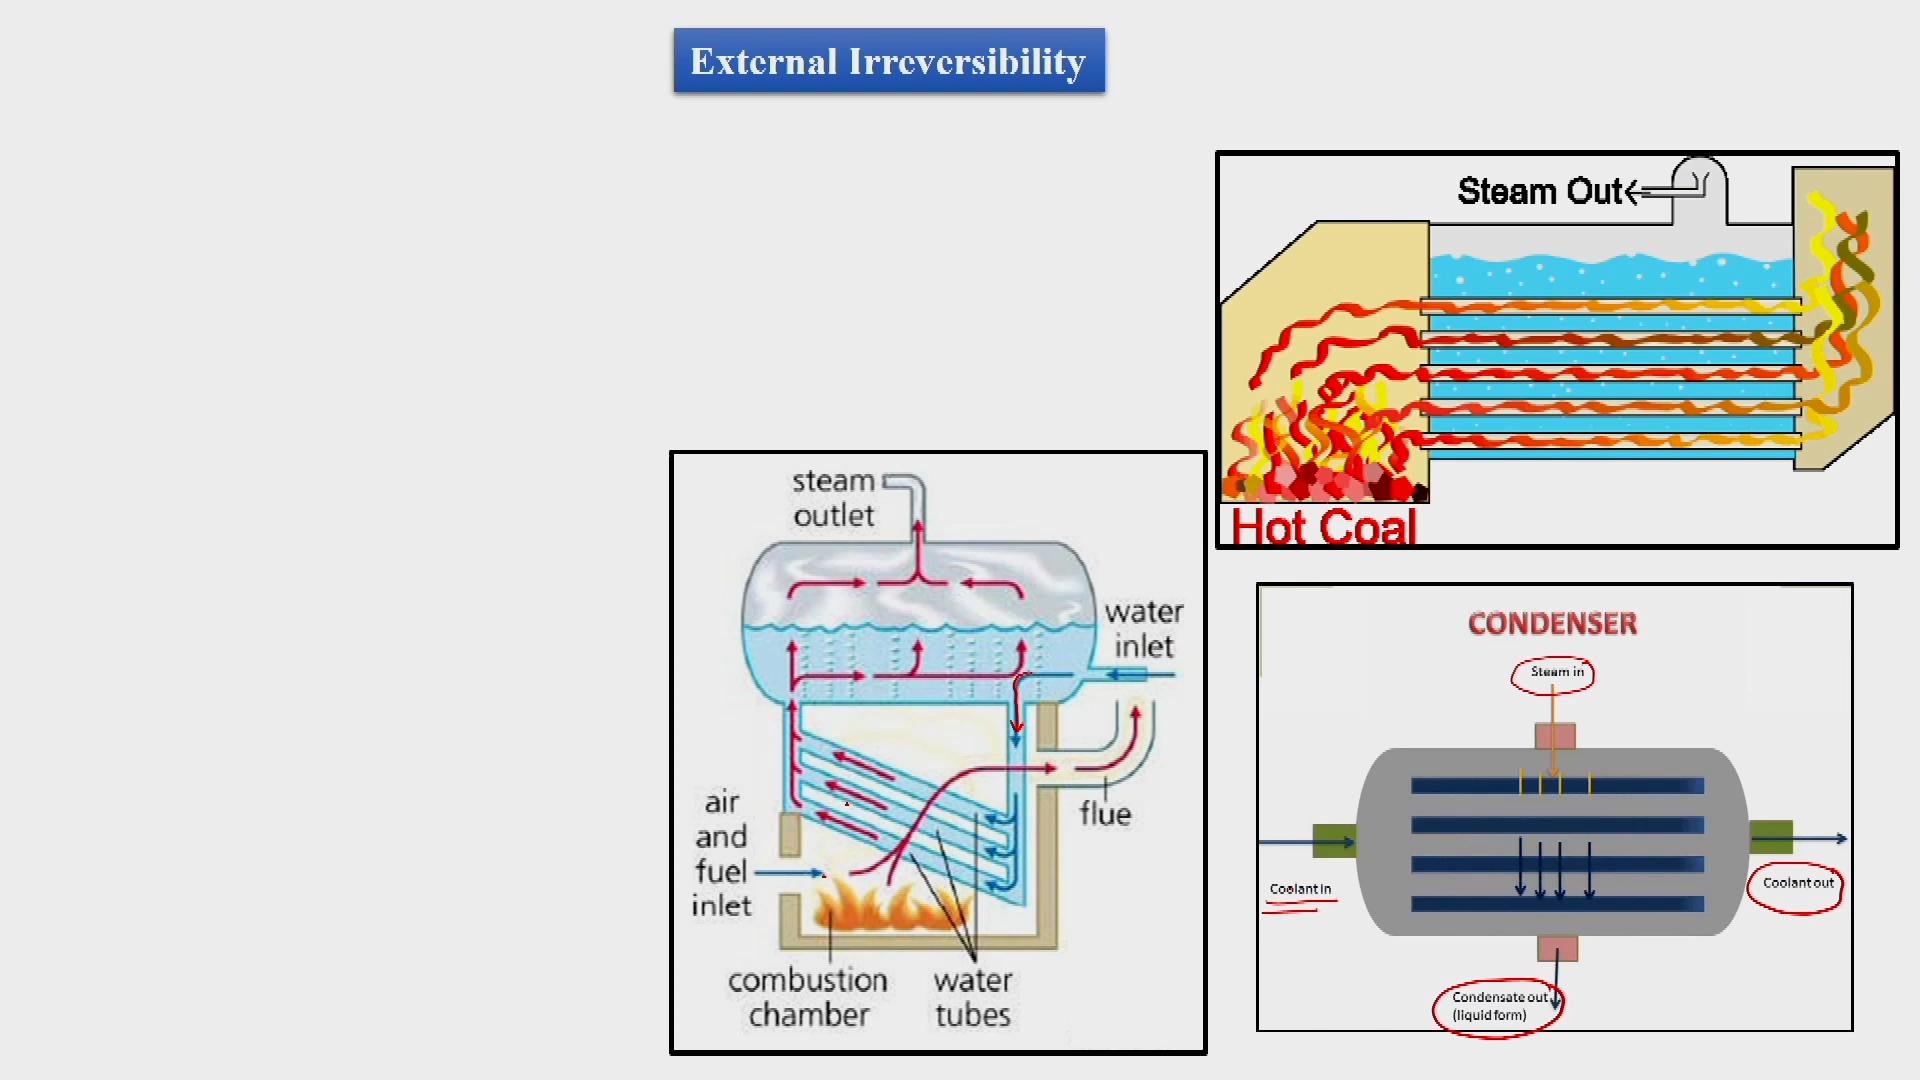 External Irreversibility
Steam Out
Hot Coal
steam
outlet
water
inlet
air
and
fuel
inlet
flue
combustion
chamber
water
tubes
CONDENSER
Steam in
Coolant in
Coolant out
Condensate out
(liquid form)